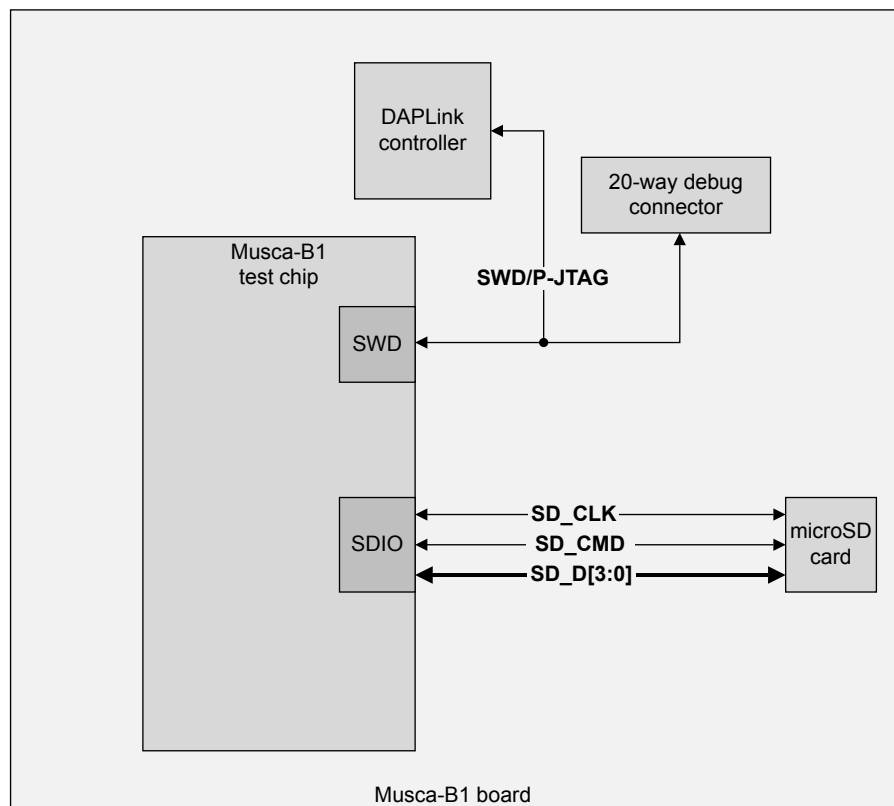 DAPLink
controller
20-way debug
connector
Musca-B1
test chip
SWD/P-JTAG
SWD
SD_CLK
SDIO
SD_CMD
microSD
card
SD_D[3:0]
Musca-B1 board